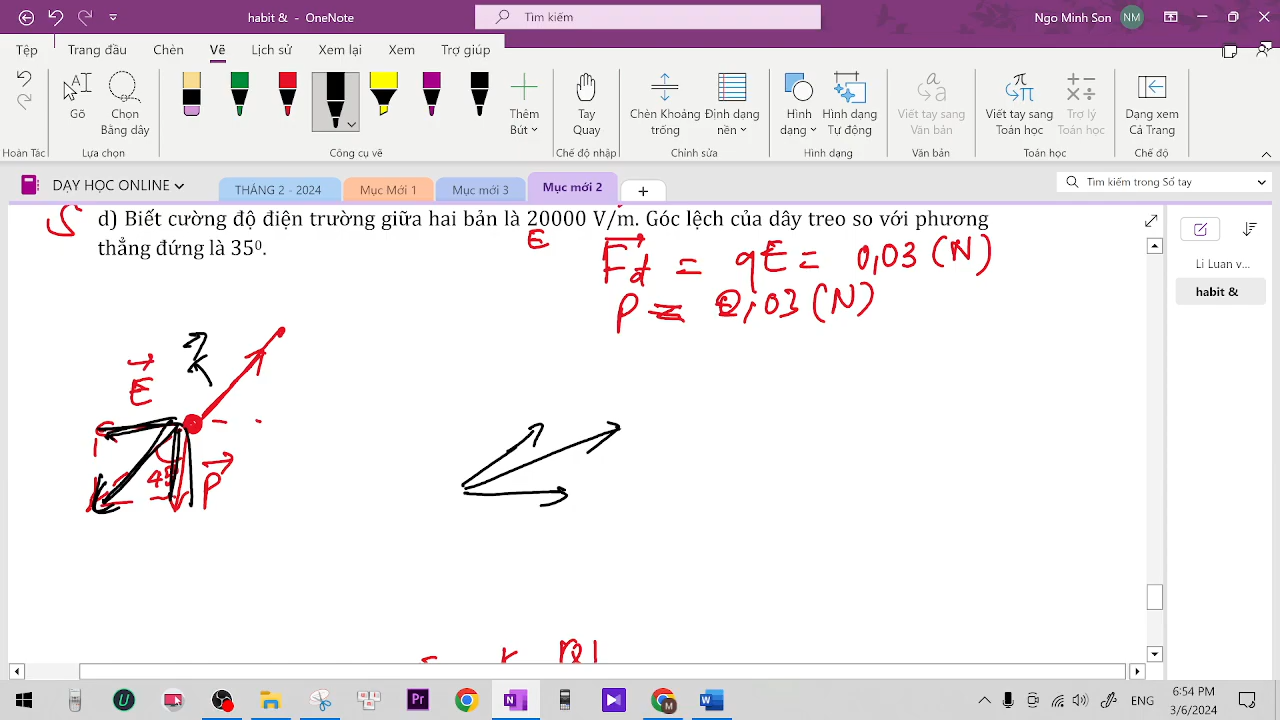 habit & - OneNote
Tìm kiếm
Ngo Minh Son
NM
Tệp
Trang đầu
Chèn
Vẽ
Lịch sử
Xem lại
Xem
Trợ giúp
Gõ
Chọn Bằng dây
Thêm Bút
Tay Quay
Chèn Khoảng trống
Định dạng nền
Hình dạng
Hình dạng Tự động
Viết tay sang Văn bản
Viết tay sang Toán học
Trợ lý Toán học
Dạng xem Cả Trang
Hoàn Tác
Lựa chọn
Công cụ vẽ
Chế độ nhập
Chỉnh sửa
Hình dạng
Văn bản
Toán học
Chế độ
DẠY HỌC ONLINE
THÁNG 2 - 2024
Mục Mới 1
Mục mới 3
Mục mới 2
Tìm kiếm trong Sổ tay
S
d) Biết cường độ điện trường giữa hai bản là 20000 V/m. Góc lệch của dây treo so với phương
thẳng đứng là 35⁰.
E
Fđ = qE = 0,03 (N)
P = 0,03 (N)
E
P
Li Luan v...
habit &
ENG
6:54 PM
3/6/2024